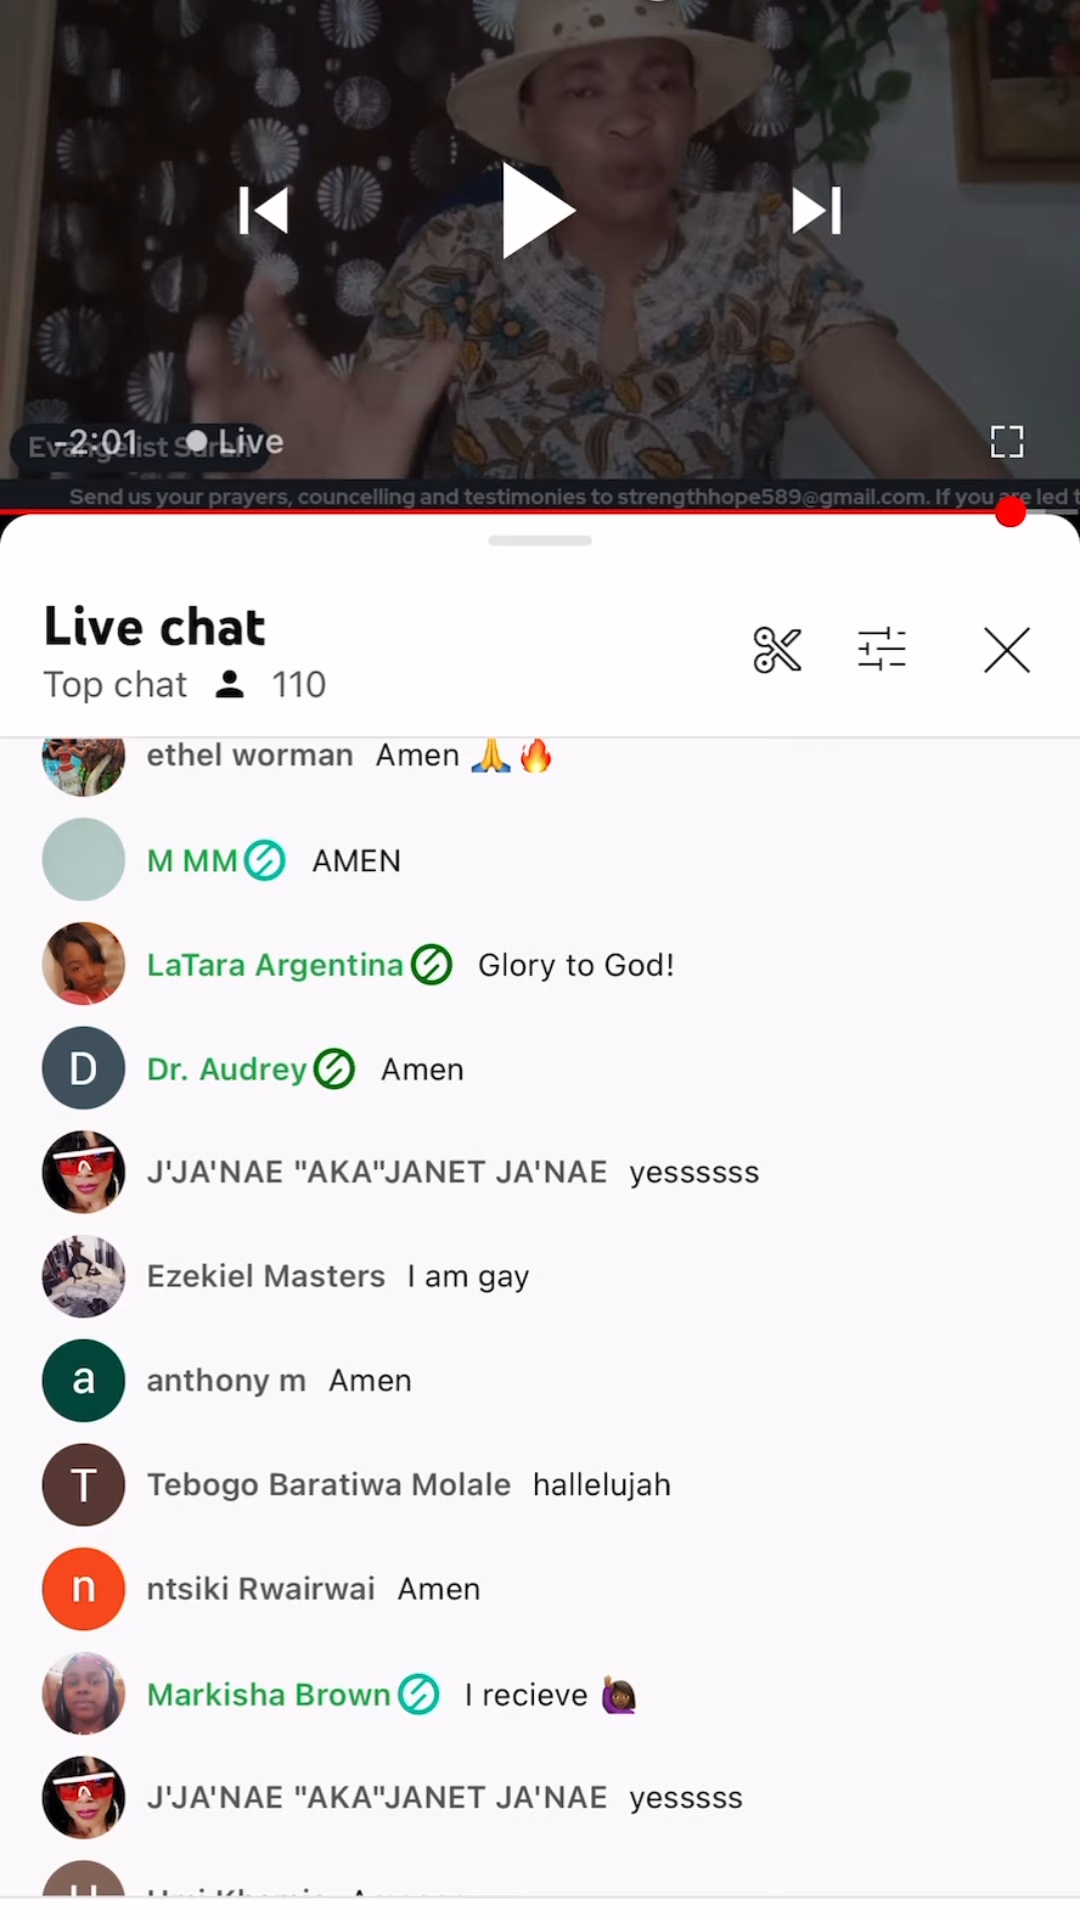 -2:01 Live
Evangelist Sarah
Send us your prayers, councelling and testimonies to strengthhope589@gmail.com. If you are led t
Live chat
Top chat 110
ethel worman Amen 🙏🔥
M MM AMEN
LaTara Argentina Glory to God!
D Dr. Audrey Amen
J'JA'NAE "AKA"JANET JA'NAE yessssss
Ezekiel Masters I am gay
a anthony m Amen
T Tebogo Baratiwa Molale hallelujah
n ntsiki Rwairwai Amen
Markisha Brown I recieve 🙋🏾‍♀️
J'JA'NAE "AKA"JANET JA'NAE yesssss